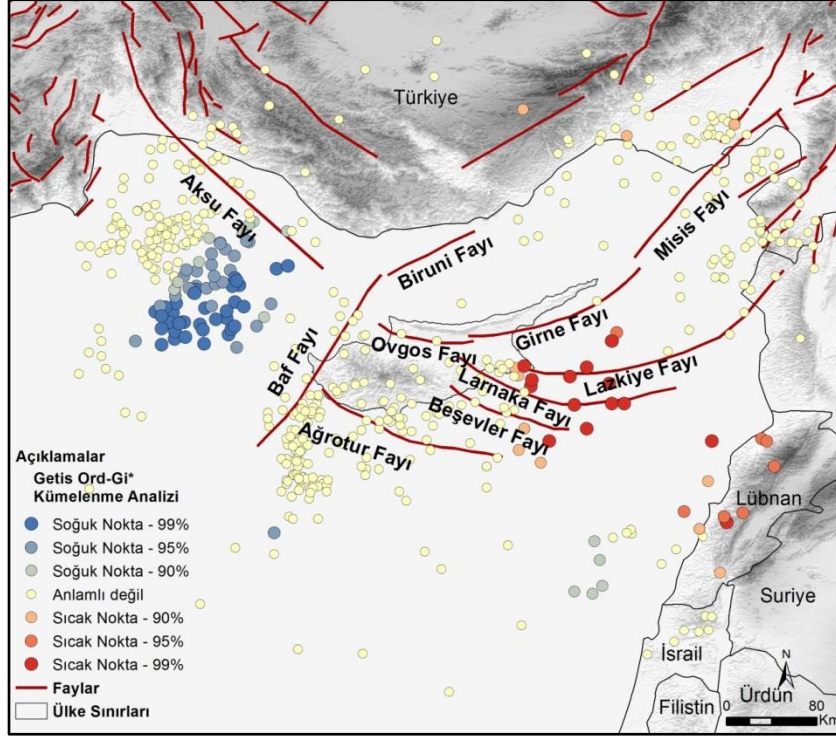 Türkiye
Aksu Fayı
Misis Fayı
Biruni Fayı
Baf Fayı
Girne Fayı
Ovgos Fayı
Lazkiye Fayı
Larnaka Fayı
Beşevler Fayı
Ağrotur Fayı
Lübnan
Suriye
İsrail
Filistin
Ürdün
N
0 80
Km
Açıklamalar
Getis Ord-Gi*
Kümelenme Analizi
Soğuk Nokta - 99%
Soğuk Nokta - 95%
Soğuk Nokta - 90%
Anlamlı değil
Sıcak Nokta - 90%
Sıcak Nokta - 95%
Sıcak Nokta - 99%
Faylar
Ülke Sınırları